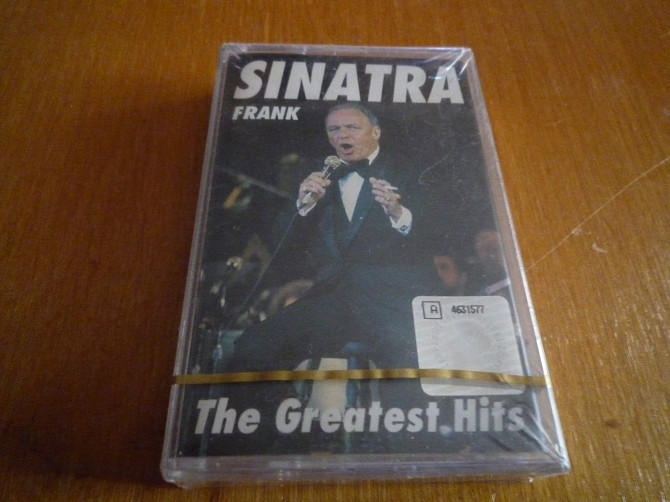 SINATRA
FRANK
A 4631577
The Greatest Hits